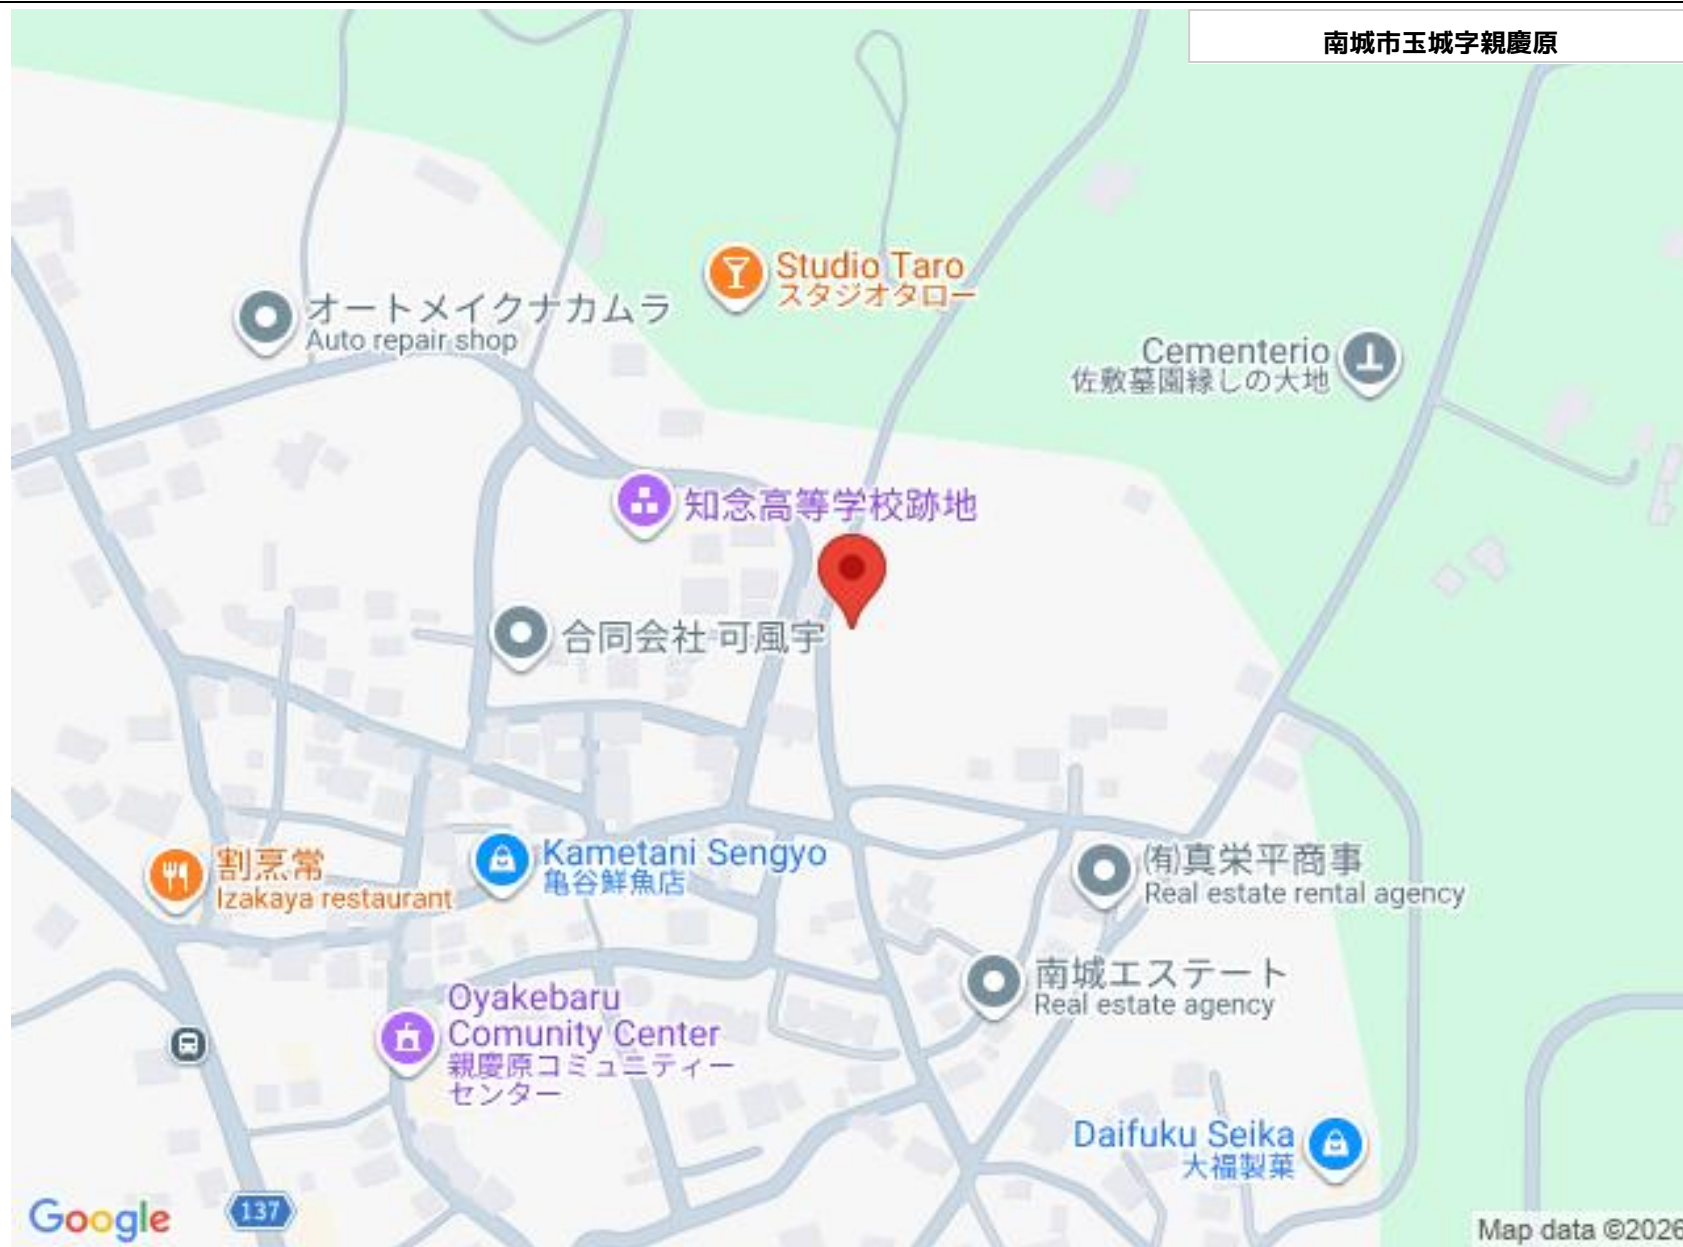 南城市玉城字親慶原
Studio Taro
スタジオタロー
オートメイクナカムラ
Auto repair shop
Cementerio
佐敷墓園縁しの大地
知念高等学校跡地
合同会社 可風宇
Kametani Sengyo
亀谷鮮魚店
割烹常
Izakaya restaurant
㈲真栄平商事
Real estate rental agency
南城エステート
Real estate agency
Oyakebaru
Comunity Center
親慶原コミュニティー
センター
Daifuku Seika
大福製菓
137
Google
Map data ©2026